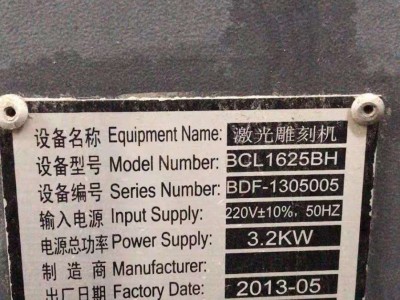 设备名称 Equipment Name: 激光雕刻机
设备型号 Model Number: BCL1625BH
设备编号 Series Number: BDF-1305005
输入电源 Input Supply: 220V±10%, 50HZ
电源总功率 Power Supply: 3.2KW
制造商 Manufacturer:
出厂日期 Factory Date: 2013-05